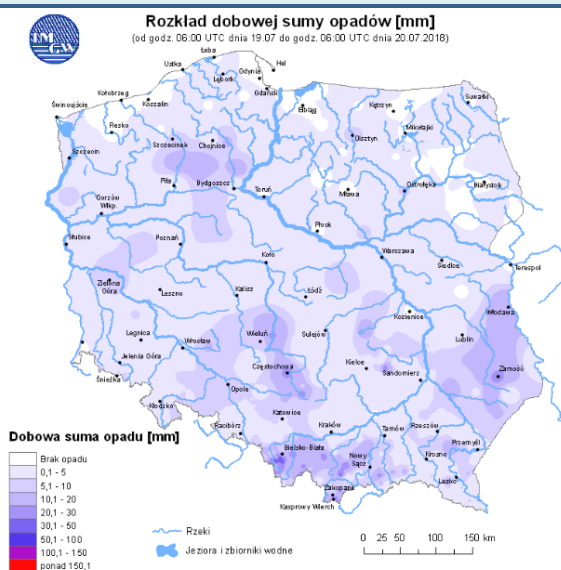 IM
GW
Rozkład dobowej sumy opadów [mm]
(od godz. 06:00 UTC dnia 19.07 do godz. 06:00 UTC dnia 20.07.2018)
Łeba
Ustka
Gdynia
Hel
Lębork
Gdańsk
Kołobrzeg
Koszalin
Świnoujście
Elbląg
Kętrzyn
Suwałki
Resko
Mikołajki
Olsztyn
Szczecinek
Chojnice
Szczecin
Piła
Bydgoszcz
Toruń
Mława
Ostrołęka
Białystok
Gorzów
Wlkp.
Płock
Słubice
Poznań
Koło
Warszawa
Siedlce
Terespol
Zielona
Góra
Leszno
Kalisz
Łódź
Kozienice
Włodawa
Legnica
Wrocław
Wieluń
Sulejów
Lublin
Jelenia Góra
Śnieżka
Częstochowa
Kielce
Sandomierz
Zamość
Opole
Kłodzko
Racibórz
Katowice
Kraków
Tarnów
Rzeszów
Przemyśl
Bielsko-Biała
Nowy
Sącz
Krosno
Lesko
Zakopane
Kasprowy Wierch
Dobowa suma opadu [mm]
Brak opadu
0,1 - 5
5,1 - 10
10,1 - 20
20,1 - 30
30,1 - 50
50,1 - 100
100,1 - 150
ponad 150,1
Rzeki
Jeziora i zbiorniki wodne
0 25 50 100 150 km